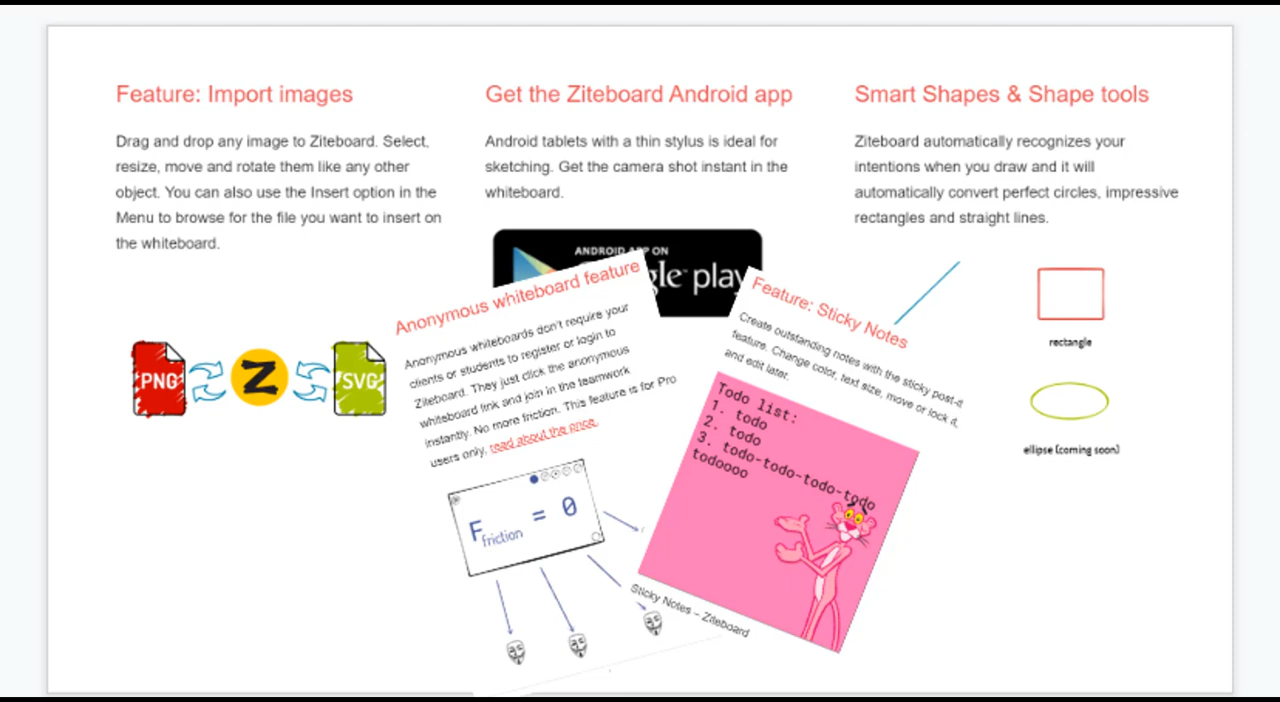 Feature: Import images
Drag and drop any image to Ziteboard. Select,
resize, move and rotate them like any other
object. You can also use the Insert option in the
Menu to browse for the file you want to insert on
the whiteboard.
PNG
Z
SVG
Get the Ziteboard Android app
Android tablets with a thin stylus is ideal for
sketching. Get the camera shot instant in the
whiteboard.
ANDROID APP ON
gle play
Smart Shapes & Shape tools
Ziteboard automatically recognizes your
intentions when you draw and it will
automatically convert perfect circles, impressive
rectangles and straight lines.
rectangle
ellipse (coming soon)
Anonymous whiteboard feature
Anonymous whiteboards don't require your
clients or students to register or login to
Ziteboard. They just click the anonymous
whiteboard link and join in the teamwork
instantly. No more friction. This feature is for Pro
users only, read about the price.
Ffriction = 0
Feature: Sticky Notes
Create outstanding notes with the sticky post-it
feature. Change color, text size, move or lock it,
and edit later.
Todo list:
1. todo
2. todo
3. todo-todo-todo-todo
todoooo
Sticky Notes – Ziteboard